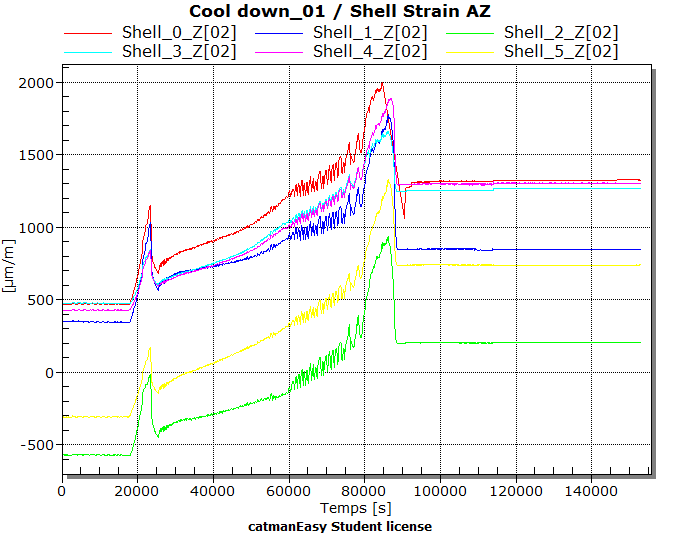 Cool down_01 / Shell Strain AZ
Shell_0_Z[02] Shell_1_Z[02] Shell_2_Z[02]
Shell_3_Z[02] Shell_4_Z[02] Shell_5_Z[02]
2000
1500
1000
500
0
-500
[µm/m]
0 20000 40000 60000 80000 100000 120000 140000
Temps [s]
catmanEasy Student license